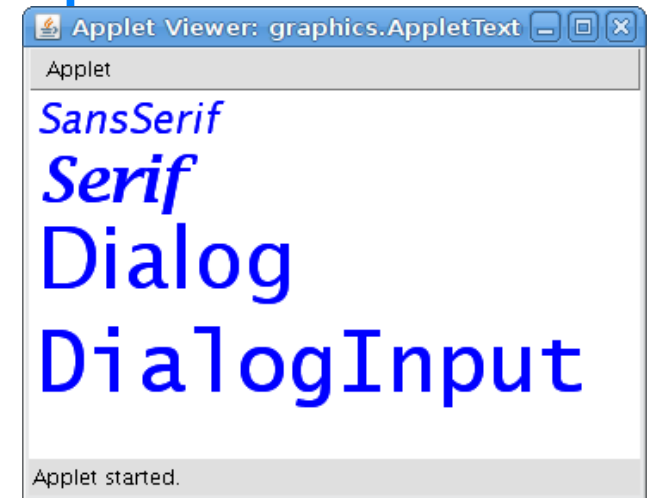 Applet Viewer: graphics.AppletText
Applet
SansSerif
Serif
Dialog
DialogInput
Applet started.